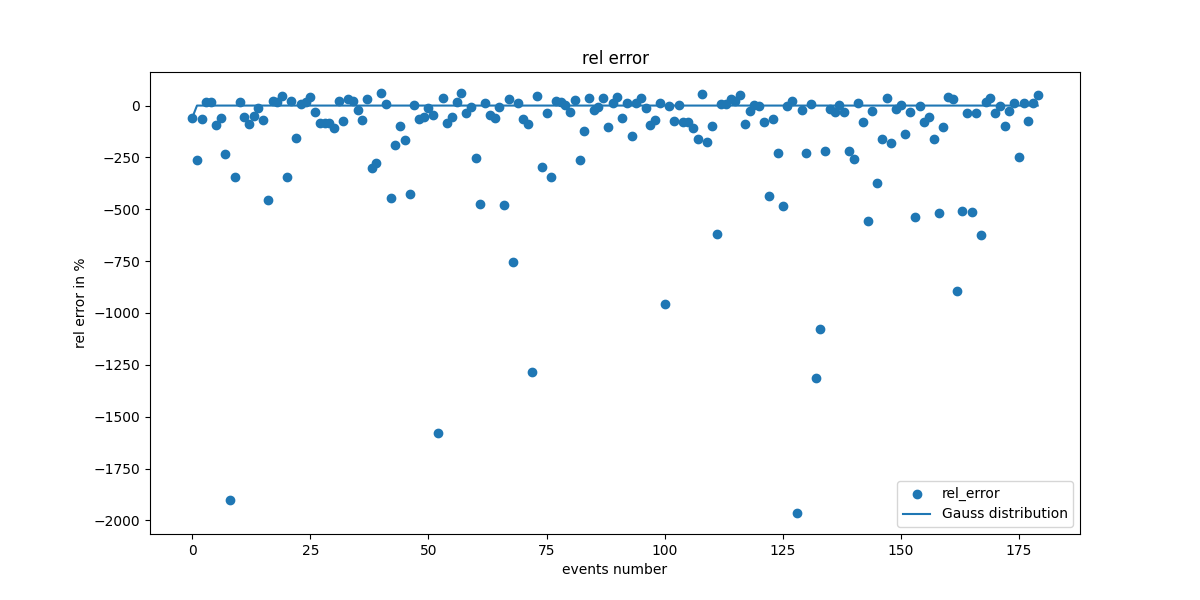 rel error
rel error in %
0
−250
−500
−750
−1000
−1250
−1500
−1750
−2000
0 25 50 75 100 125 150 175
events number
rel_error
Gauss distribution